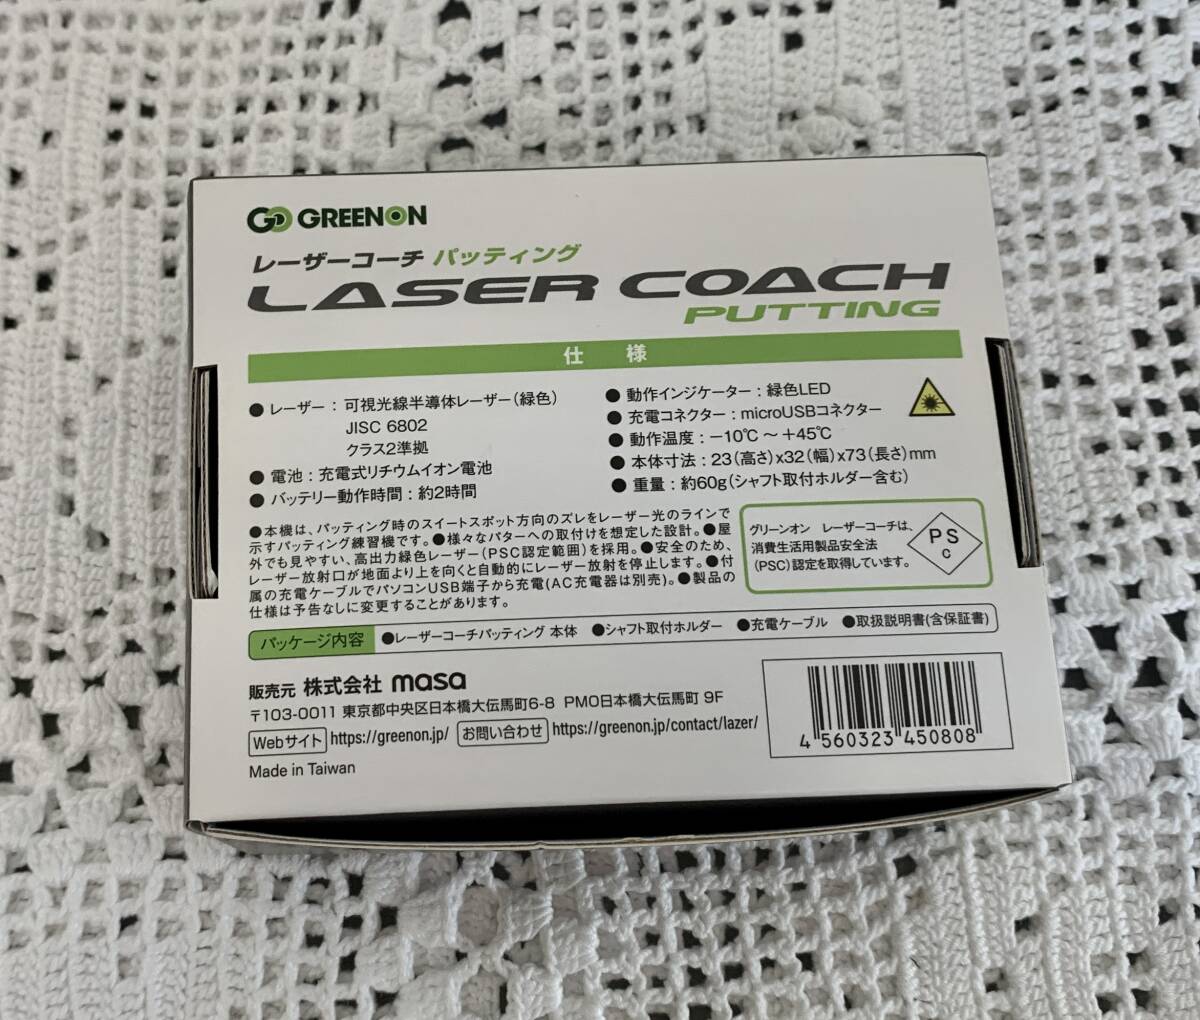 GO GREENON
レーザーコーチ パッティング
LASER COACH
PUTTING
仕 様
● レーザー : 可視光線半導体レーザー(緑色)
JISC 6802
クラス2準拠
● 電池 : 充電式リチウムイオン電池
● バッテリー動作時間 : 約2時間
● 動作インジケーター : 緑色LED
● 充電コネクター : microUSBコネクター
● 動作温度 : −10℃ ～ +45℃
● 本体寸法 : 23(高さ)x32(幅)x73(長さ)mm
● 重量 : 約60g(シャフト取付ホルダー含む)
●本機は、パッティング時のスイートスポット方向のズレをレーザー光のラインで
示すパッティング練習機です。●様々なパターへの取付けを想定した設計。●屋
外でも見やすい、高出力緑色レーザー(PSC認定範囲)を採用。●安全のため、
レーザー放射口が地面より上を向くと自動的にレーザー放射を停止します。●付
属の充電ケーブルでパソコンUSB端子から充電(AC充電器は別売)。●製品の
仕様は予告なしに変更することがあります。
グリーンオン レーザーコーチは、
消費生活用製品安全法
(PSC)認定を取得しています。
PS
C
パッケージ内容 ●レーザーコーチパッティング 本体 ●シャフト取付ホルダー ●充電ケーブル ●取扱説明書(含保証書)
販売元 株式会社 masa
〒103-0011 東京都中央区日本橋大伝馬町6-8 PMO日本橋大伝馬町 9F
Webサイト https://greenon.jp/ お問い合わせ https://greenon.jp/contact/lazer/
Made in Taiwan
4 560323 450808